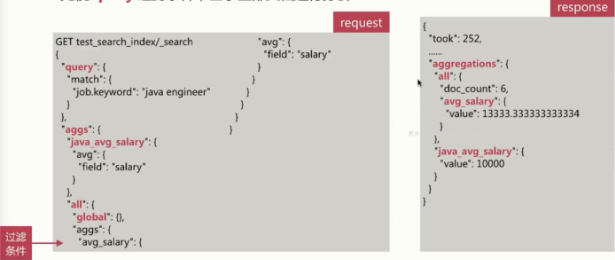 request
GET test_search_index/_search
{
"query": {
"match": {
"job.keyword": "java engineer"
}
},
"aggs": {
"java_avg_salary": {
"avg": {
"field": "salary"
}
},
"all": {
"global": {},
"aggs": {
"avg_salary": {
"avg": {
"field": "salary"
}
}
}
}
}
}
过滤
条件
response
{
"took": 252,
......
"aggregations": {
"all": {
"doc_count": 6,
"avg_salary": {
"value": 13333.333333333334
}
},
"java_avg_salary": {
"value": 10000
}
}
}